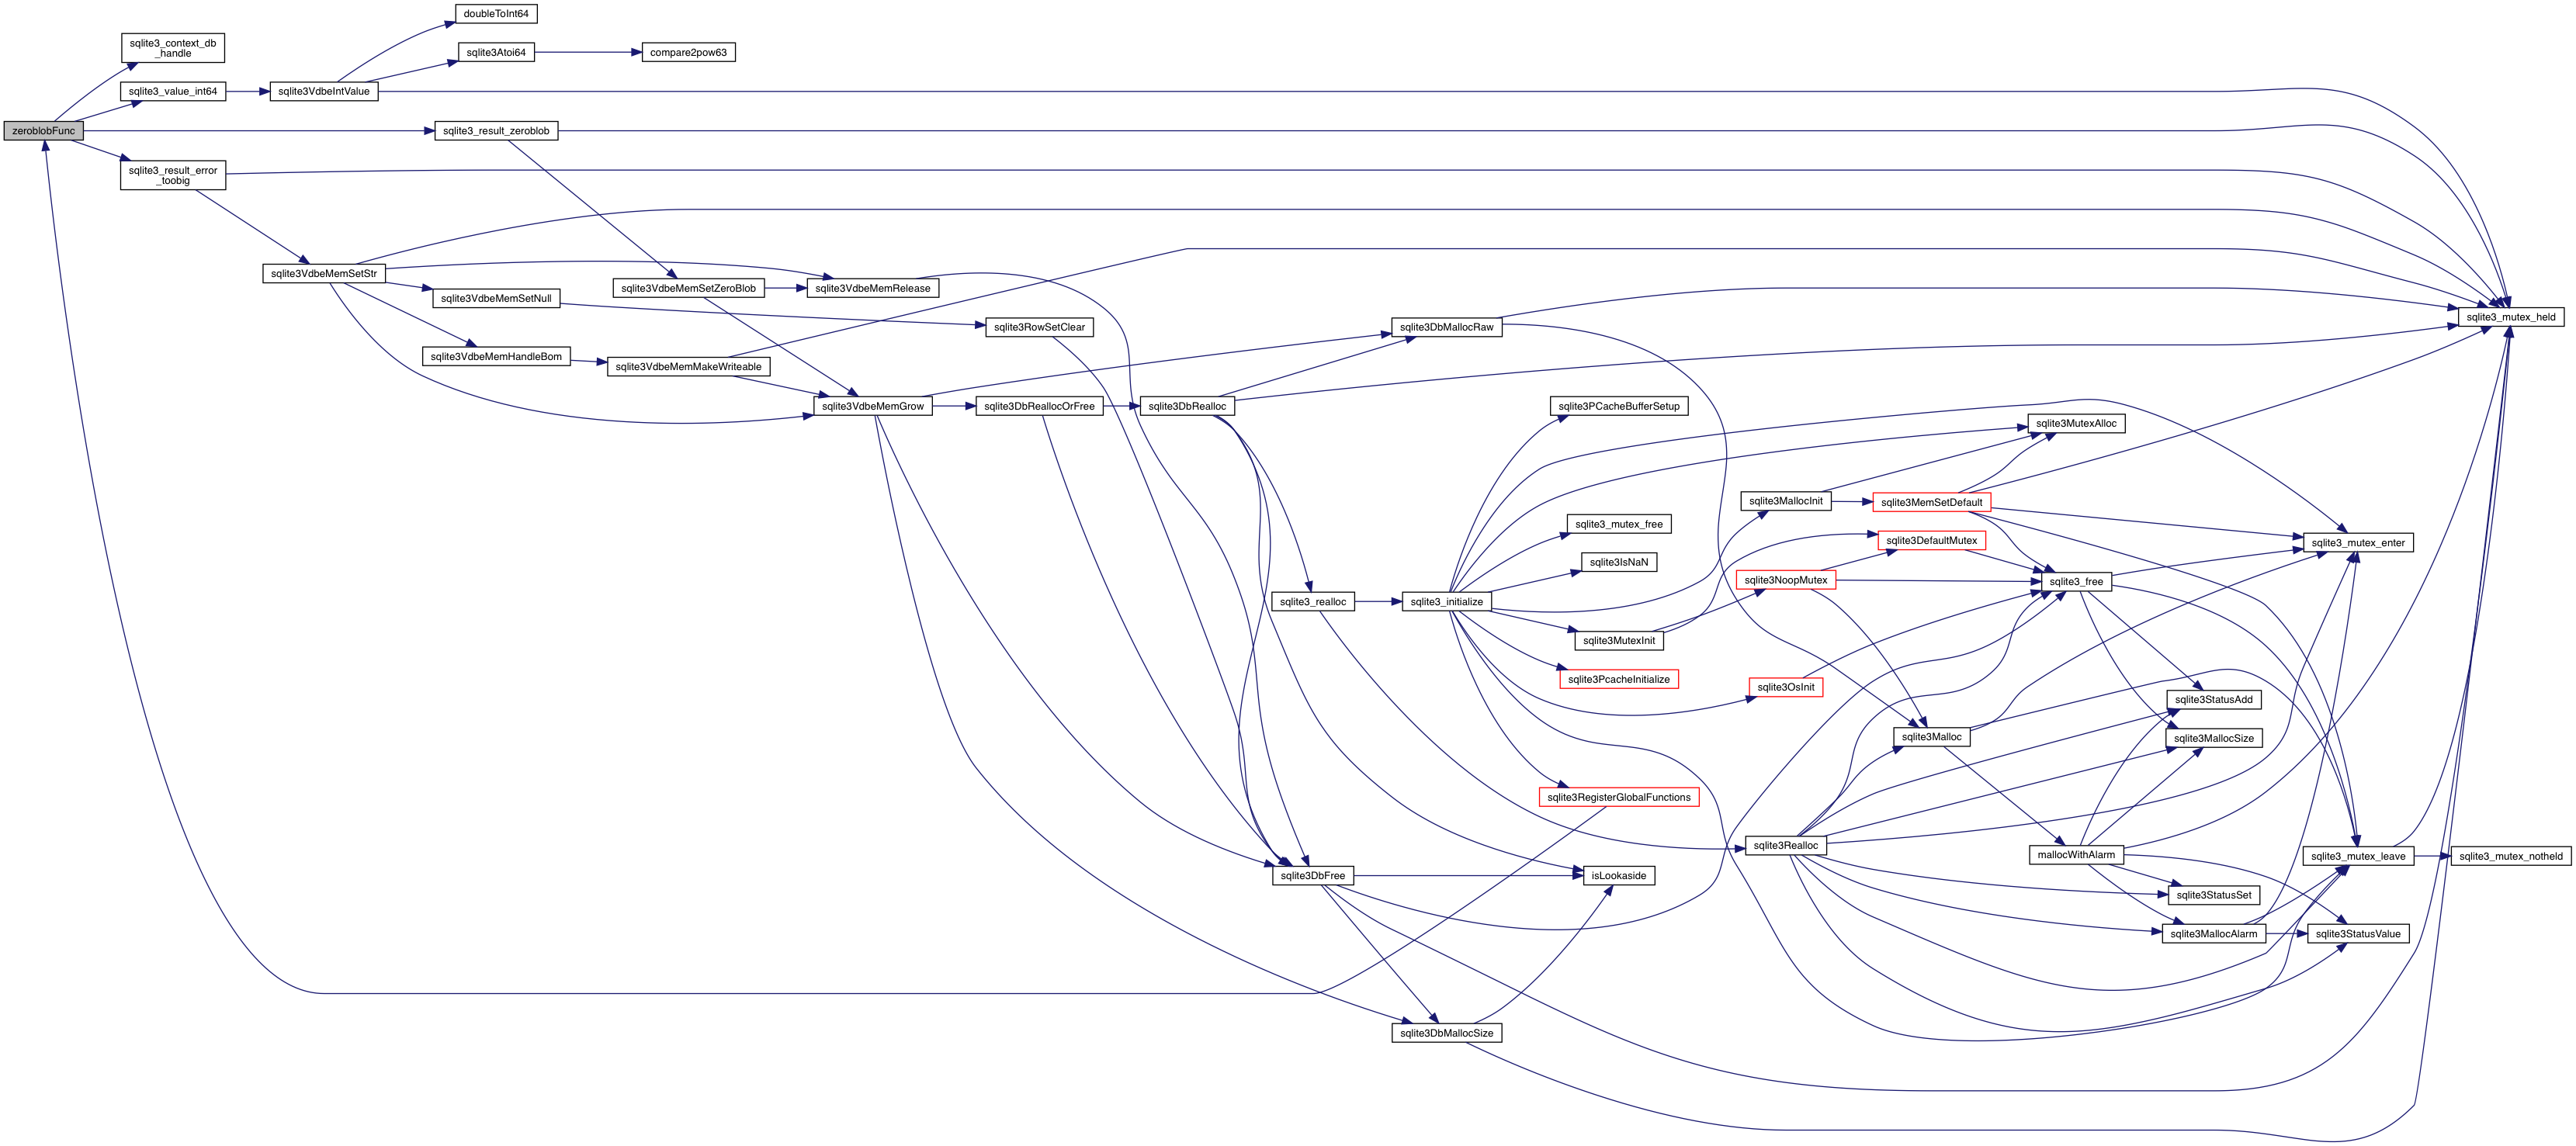 doubleToInt64
sqlite3_context_db
_handle
sqlite3Atoi64
compare2pow63
sqlite3_value_int64
sqlite3VdbeIntValue
zeroblobFunc
sqlite3_result_zeroblob
sqlite3_result_error
_toobig
sqlite3VdbeMemSetStr
sqlite3VdbeMemSetZeroBlob
sqlite3VdbeMemRelease
sqlite3VdbeMemSetNull
sqlite3RowSetClear
sqlite3DbMallocRaw
sqlite3_mutex_held
sqlite3VdbeMemHandleBom
sqlite3VdbeMemMakeWriteable
sqlite3VdbeMemGrow
sqlite3DbReallocOrFree
sqlite3DbRealloc
sqlite3PCacheBufferSetup
sqlite3MutexAlloc
sqlite3MallocInit
sqlite3MemSetDefault
sqlite3_mutex_free
sqlite3DefaultMutex
sqlite3_mutex_enter
sqlite3IsNaN
sqlite3NoopMutex
sqlite3_free
sqlite3_realloc
sqlite3_initialize
sqlite3MutexInit
sqlite3PcacheInitialize
sqlite3OsInit
sqlite3StatusAdd
sqlite3Malloc
sqlite3MallocSize
sqlite3RegisterGlobalFunctions
sqlite3Realloc
mallocWithAlarm
sqlite3_mutex_leave
sqlite3_mutex_notheld
sqlite3DbFree
isLookaside
sqlite3StatusSet
sqlite3MallocAlarm
sqlite3StatusValue
sqlite3DbMallocSize